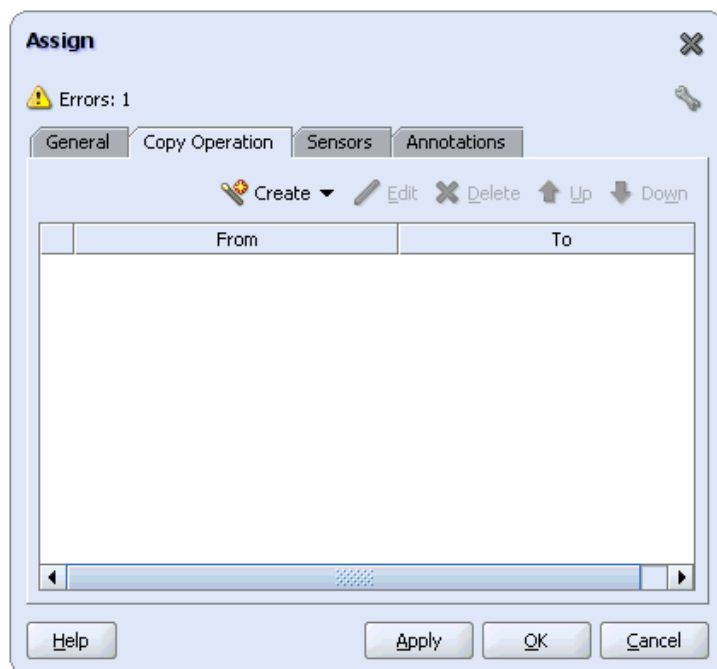 Assign
Errors: 1
General Copy Operation Sensors Annotations
Create Edit Delete Up Down
From To
Help Apply OK Cancel